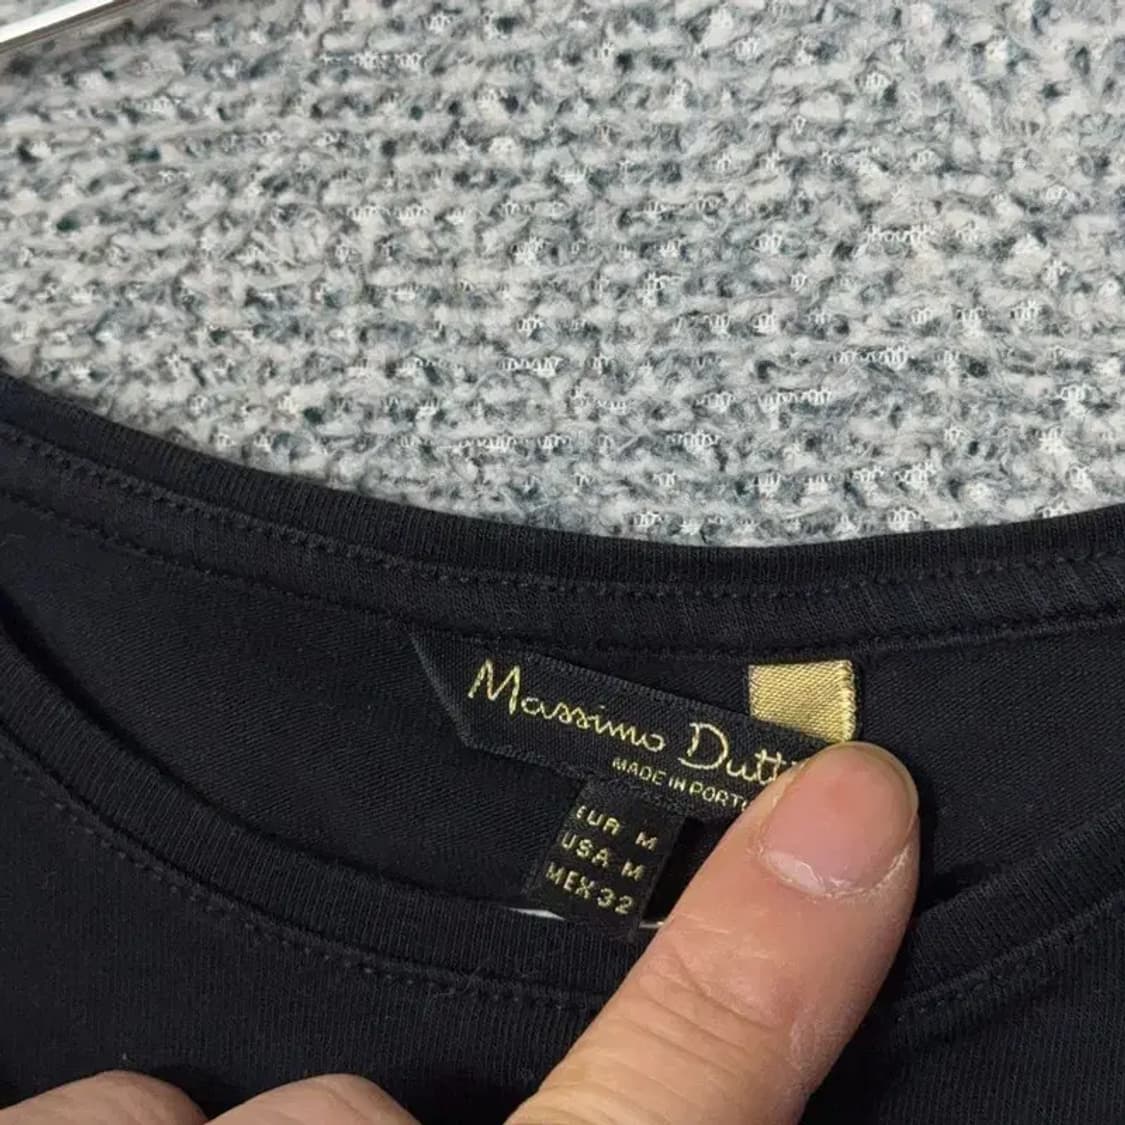 Massimo Dutt
MADE IN PORT
EUR M
USA M
MEX 32